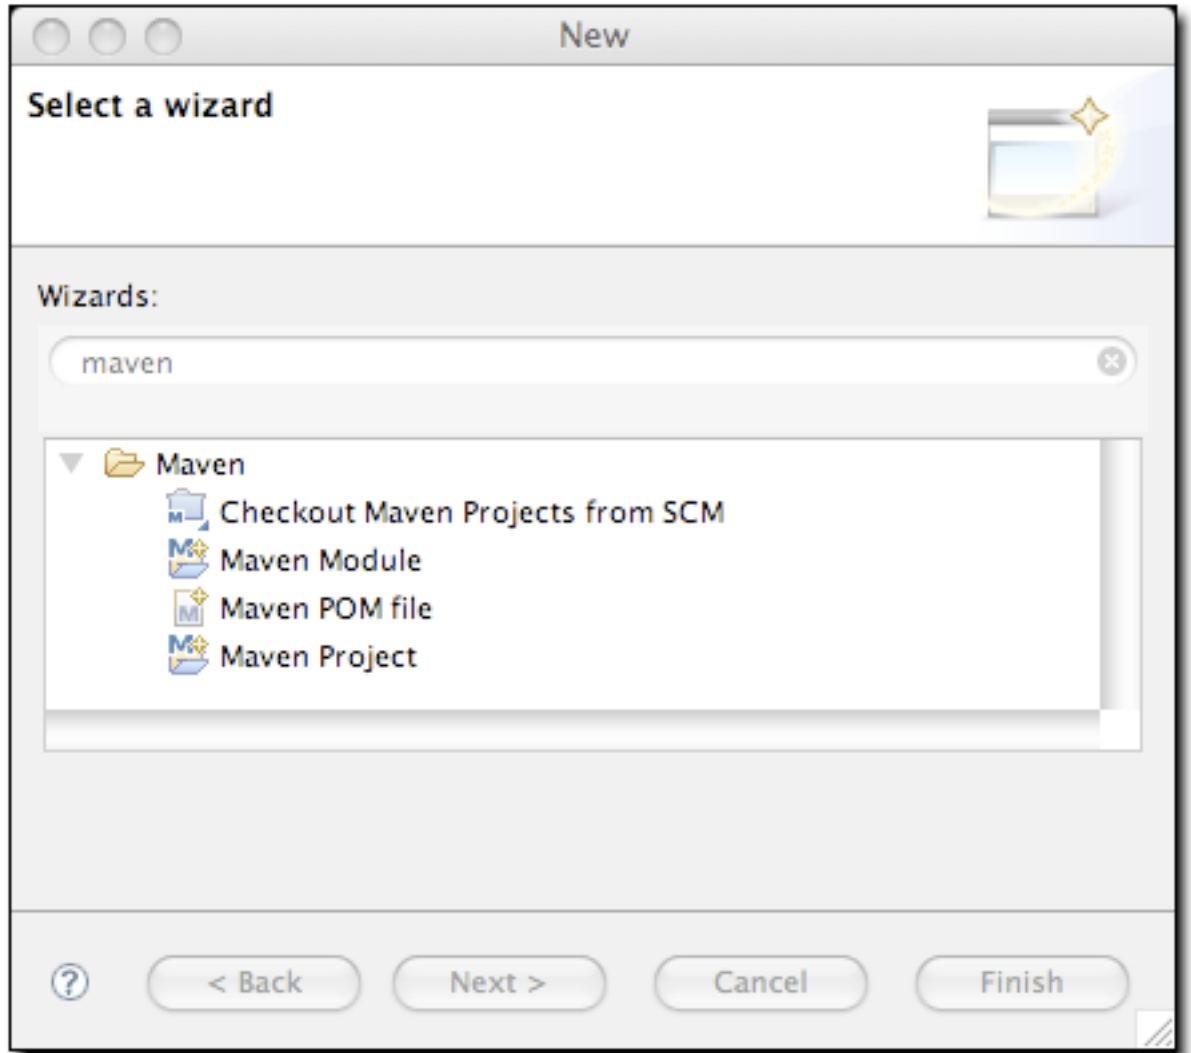 New
Select a wizard
Wizards:
maven
Maven
Checkout Maven Projects from SCM
Maven Module
Maven POM file
Maven Project
? < Back Next > Cancel Finish